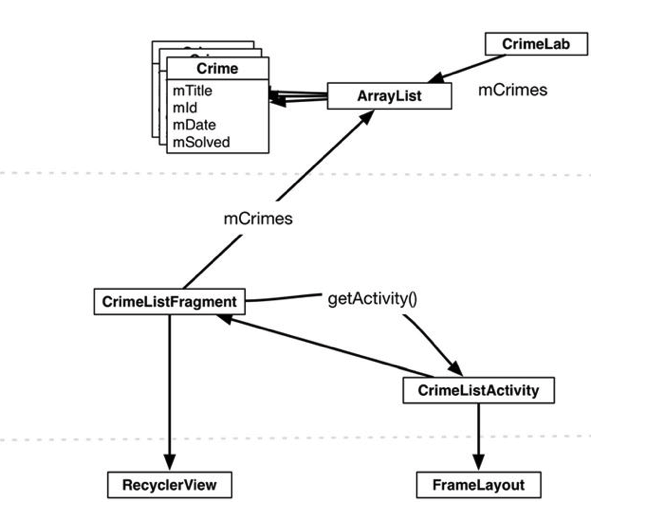 CrimeLab
Crime
mTitle
mId
mDate
mSolved
ArrayList
mCrimes
mCrimes
CrimeListFragment
getActivity()
CrimeListActivity
RecyclerView
FrameLayout